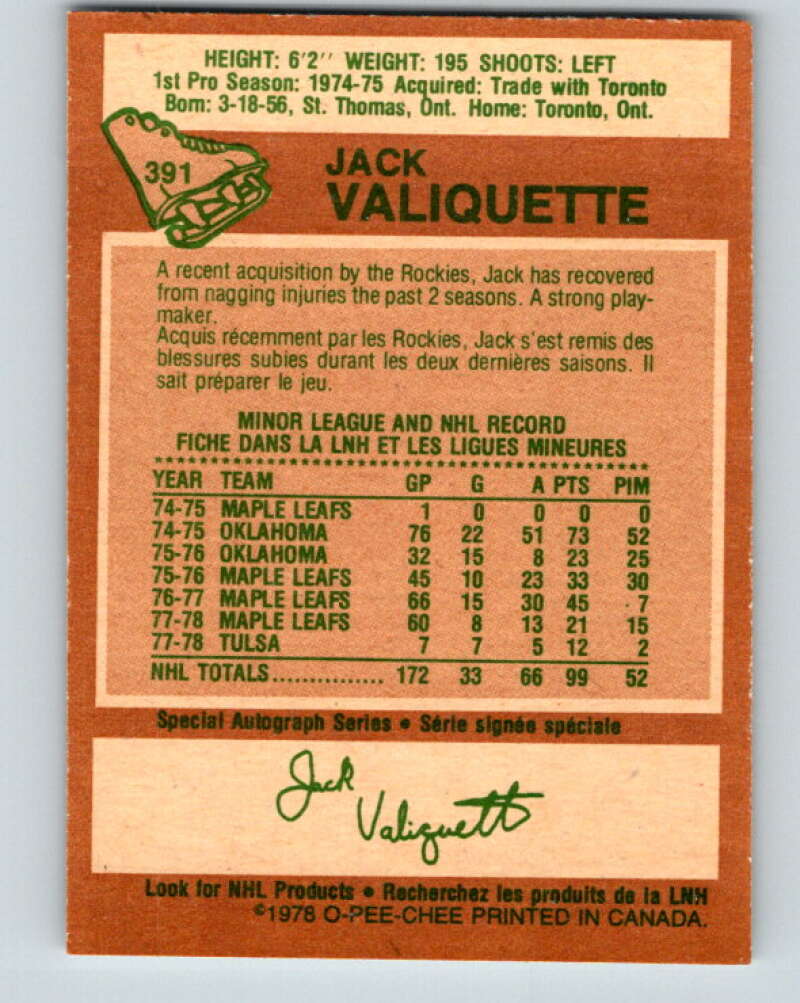 HEIGHT: 6'2'' WEIGHT: 195 SHOOTS: LEFT
1st Pro Season: 1974-75 Acquired: Trade with Toronto
Born: 3-18-56, St. Thomas, Ont. Home: Toronto, Ont.
391
JACK
VALIQUETTE
A recent acquisition by the Rockies, Jack has recovered
from nagging injuries the past 2 seasons. A strong play-
maker.
Acquis récemment par les Rockies, Jack s'est remis des
blessures subies durant les deux dernières saisons. Il
sait préparer le jeu.
MINOR LEAGUE AND NHL RECORD
FICHE DANS LA LNH ET LES LIGUES MINEURES
YEAR TEAM GP G A PTS PIM
74-75 MAPLE LEAFS 1 0 0 0 0
74-75 OKLAHOMA 76 22 51 73 52
75-76 OKLAHOMA 32 15 8 23 25
75-76 MAPLE LEAFS 45 10 23 33 30
76-77 MAPLE LEAFS 66 15 30 45 7
77-78 MAPLE LEAFS 60 8 13 21 15
77-78 TULSA 7 7 5 12 2
NHL TOTALS............... 172 33 66 99 52
Special Autograph Series • Série signée spéciale
Jack
Valiquette
Look for NHL Products • Recherchez les produits de la LNH
©1978 O-PEE-CHEE PRINTED IN CANADA.